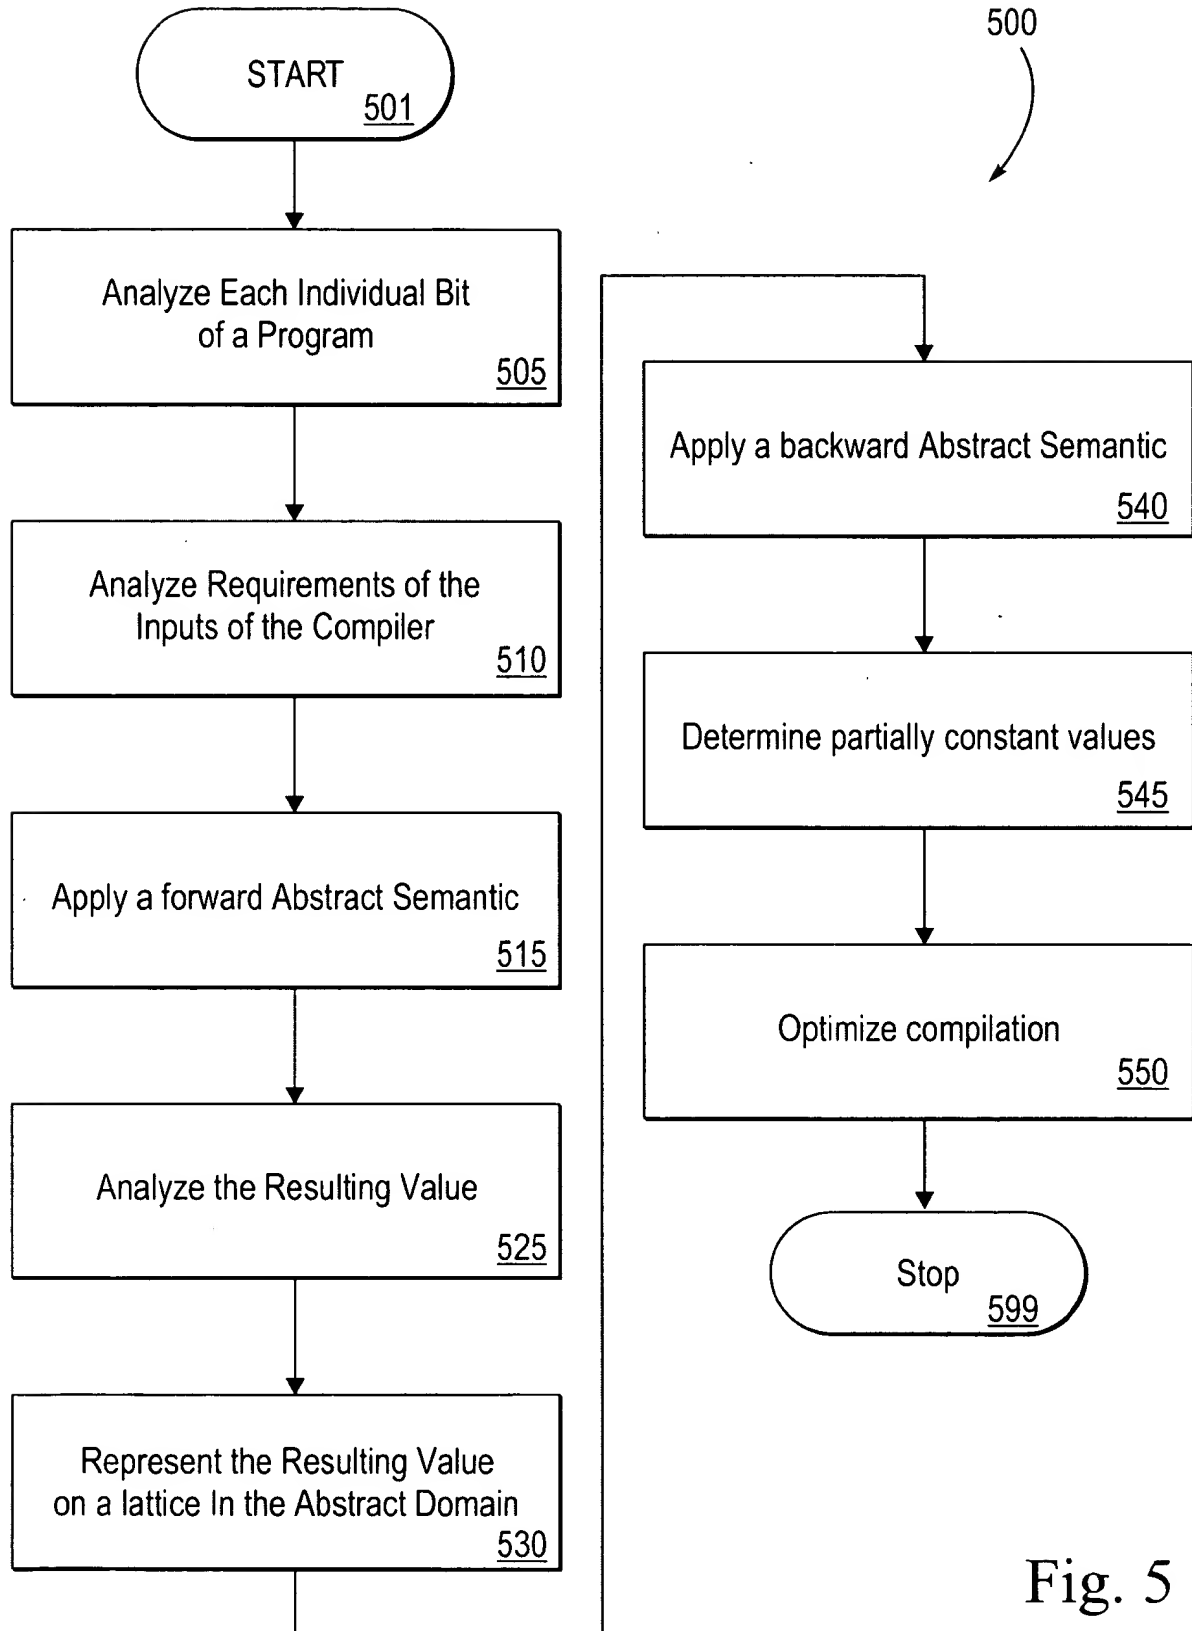 START
501
Analyze Each Individual Bit
of a Program
505
Analyze Requirements of the
Inputs of the Compiler
510
Apply a forward Abstract Semantic
515
Analyze the Resulting Value
525
Represent the Resulting Value
on a lattice In the Abstract Domain
530
500
Apply a backward Abstract Semantic
540
Determine partially constant values
545
Optimize compilation
550
Stop
599
Fig. 5